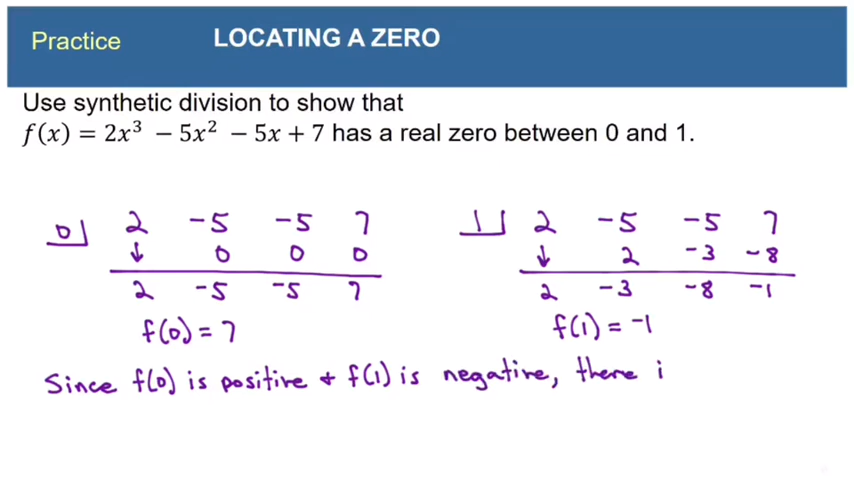 Practice LOCATING A ZERO
Use synthetic division to show that
f(x) = 2x³ − 5x² − 5x + 7 has a real zero between 0 and 1.
0 2 -5 -5 7
↓ 0 0 0
2 -5 -5 7
f(0) = 7
1 2 -5 -5 7
↓ 2 -3 -8
2 -3 -8 -1
f(1) = -1
Since f(0) is positive + f(1) is negative, there i